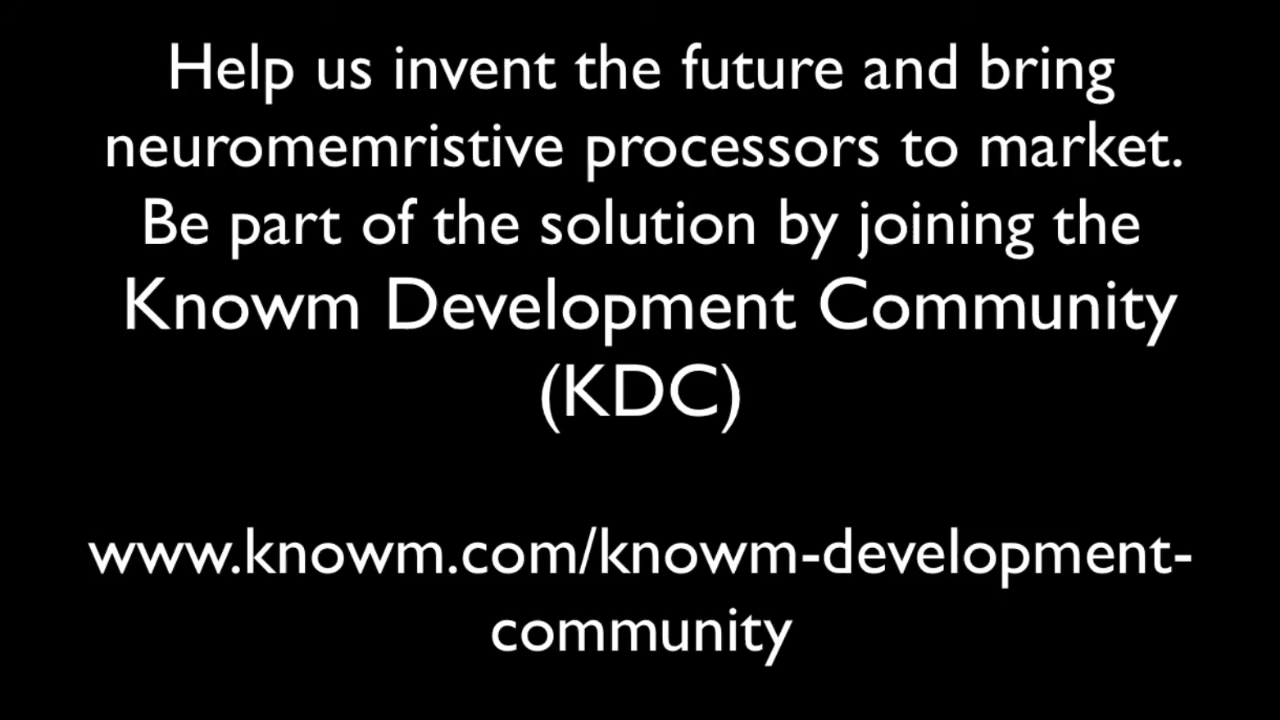 Help us invent the future and bring
neuromemristive processors to market.
Be part of the solution by joining the
Knowm Development Community
(KDC)
www.knowm.com/knowm-development-
community